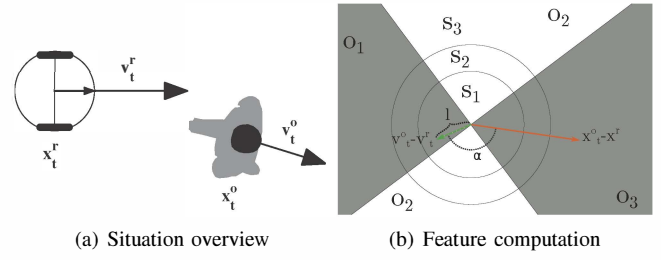 v_t^r
x_t^r
v_t^o
x_t^o
(a) Situation overview
O_1
S_3
O_2
S_2
S_1
l
v^o_t-v^r_t
x^o_t-x^r
α
O_2
O_3
(b) Feature computation